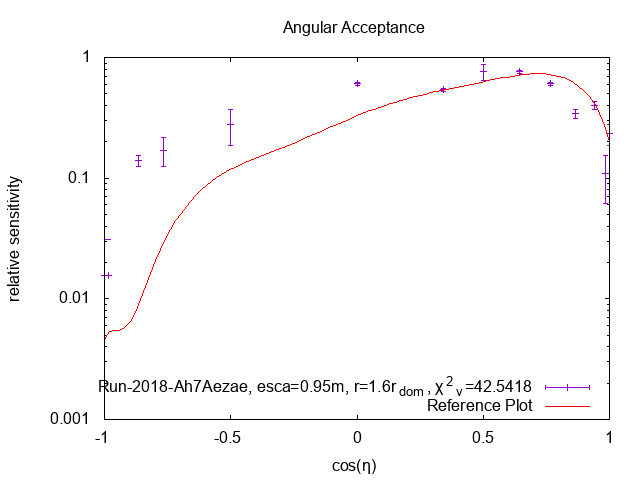 Angular Acceptance
relative sensitivity
1
0.1
0.01
0.001
Run-2018-Ah7Aezae, esca=0.95m, r=1.6r_dom, χ²_ν=42.5418
Reference Plot
-1 -0.5 0 0.5 1
cos(η)